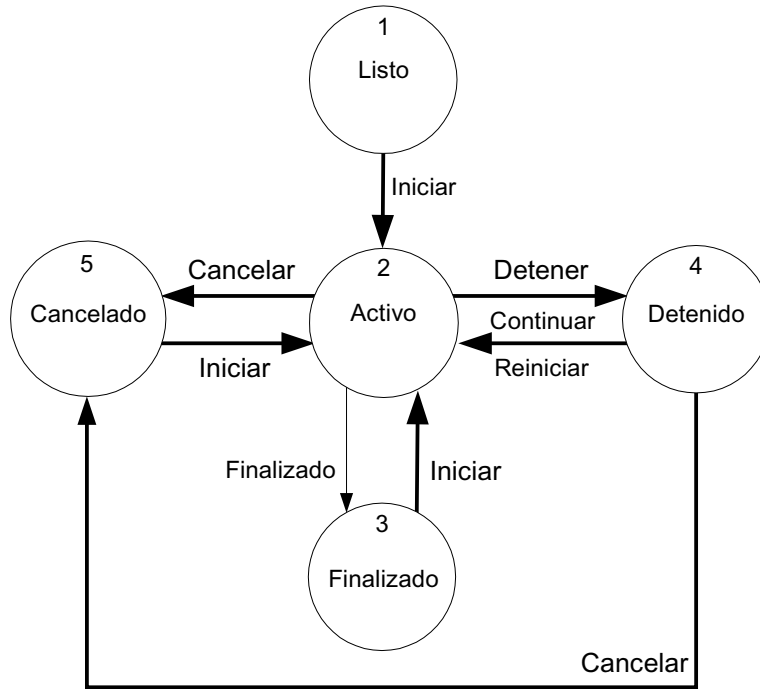 1
Listo
Iniciar
5
Cancelado
Cancelar
Iniciar
2
Activo
Detener
Continuar
Reiniciar
4
Detenido
Finalizado
Iniciar
3
Finalizado
Cancelar